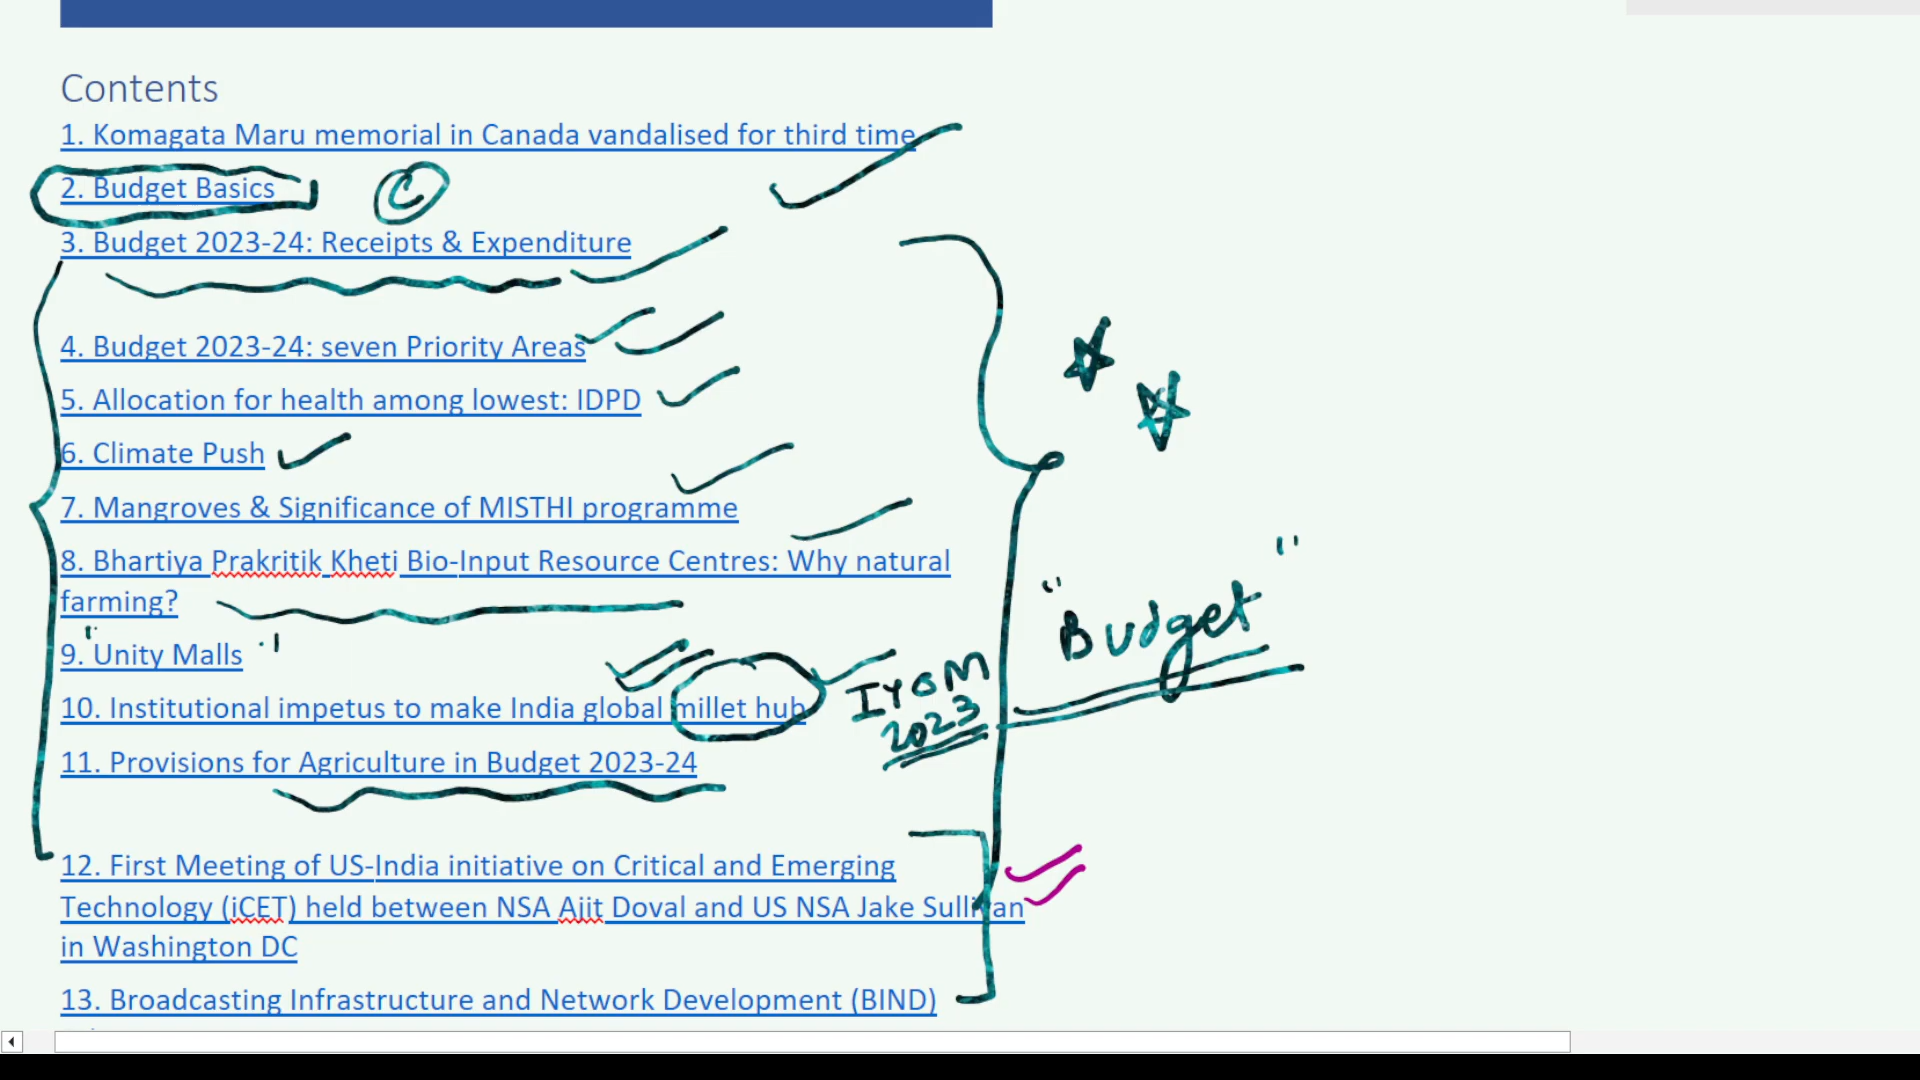 Contents
1. Komagata Maru memorial in Canada vandalised for third time
2. Budget Basics
C
3. Budget 2023-24: Receipts & Expenditure
4. Budget 2023-24: seven Priority Areas
5. Allocation for health among lowest: IDPD
6. Climate Push
7. Mangroves & Significance of MISTHI programme
8. Bhartiya Prakritik Kheti Bio-Input Resource Centres: Why natural
farming?
"Budget"
9. "Unity Malls"
10. Institutional impetus to make India global millet hub
IYOM
2023
11. Provisions for Agriculture in Budget 2023-24
12. First Meeting of US-India initiative on Critical and Emerging
Technology (iCET) held between NSA Ajit Doval and US NSA Jake Sullivan
in Washington DC
13. Broadcasting Infrastructure and Network Development (BIND)